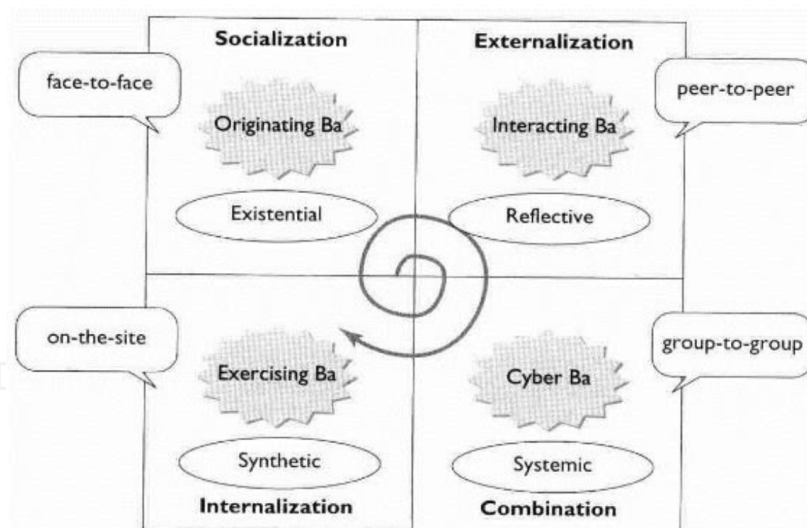 Socialization
Externalization
face-to-face
peer-to-peer
Originating Ba
Interacting Ba
Existential
Reflective
on-the-site
group-to-group
Exercising Ba
Cyber Ba
Synthetic
Systemic
Internalization
Combination